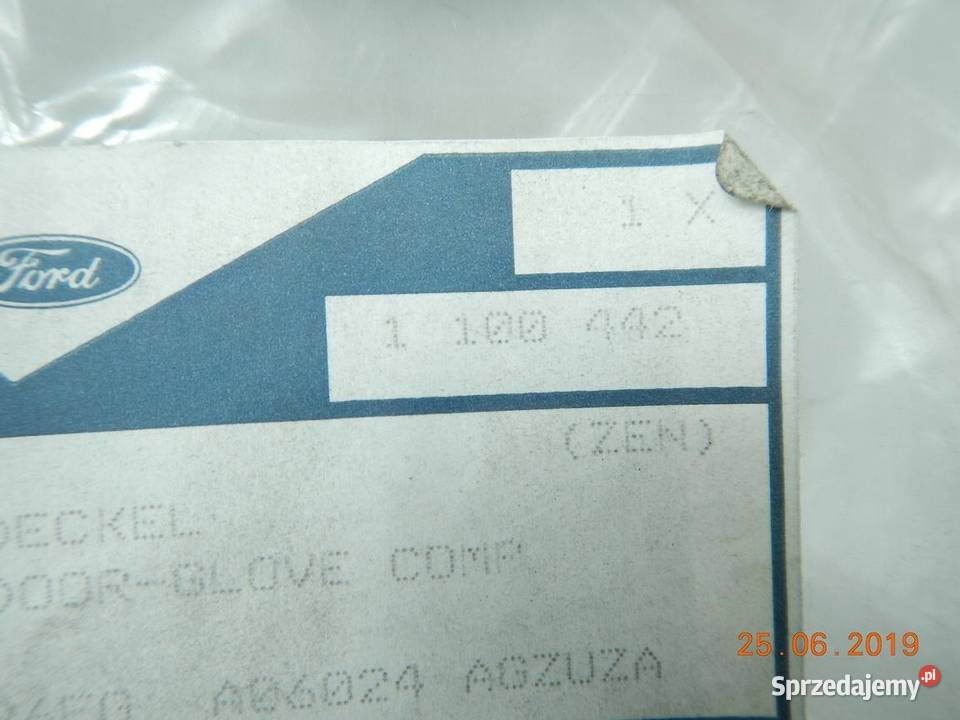 1 X
Ford
1 100 442
(ZEN)
DECKEL
DOOR-GLOVE COMP
A06024 AGZUZA
25.06.2019
Sprzedajemy.pl